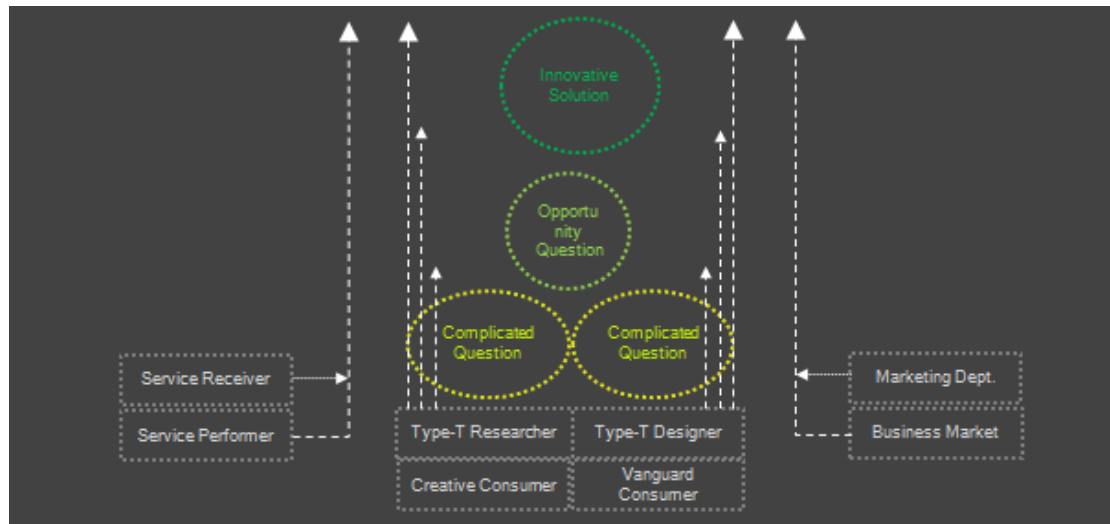 Innovative
Solution
Opportu
nity
Question
Complicated
Question
Complicated
Question
Service Receiver
Marketing Dept.
Service Performer
Type-T Researcher
Type-T Designer
Business Market
Creative Consumer
Vanguard
Consumer